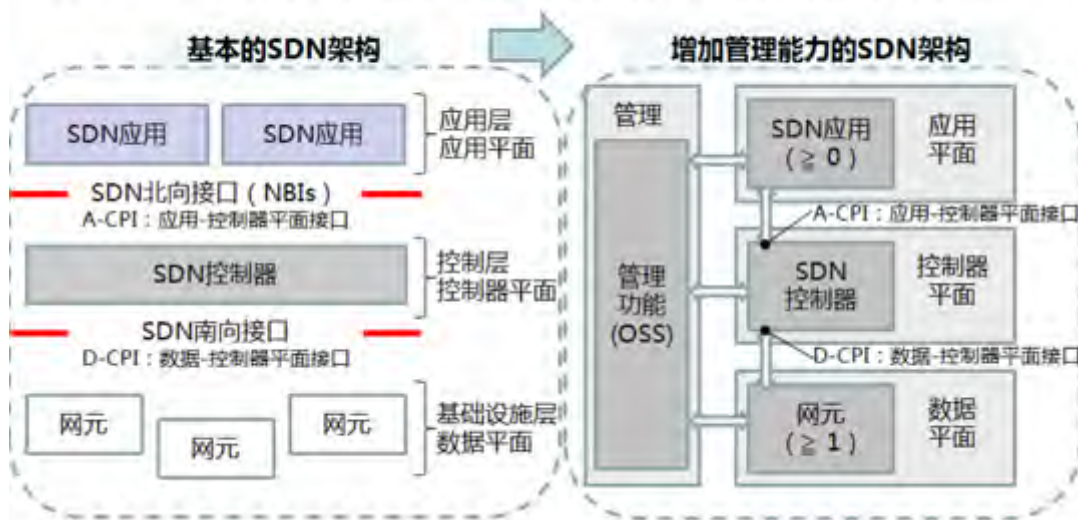 基本的SDN架构
SDN应用
SDN应用
应用层
应用平面
SDN北向接口（NBIs）
A-CPI：应用-控制器平面接口
SDN控制器
控制层
控制器平面
SDN南向接口
D-CPI：数据-控制器平面接口
网元
网元
网元
基础设施层
数据平面
增加管理能力的SDN架构
管理
管理
功能
(OSS)
SDN应用
（≧ 0）
应用
平面
A-CPI：应用-控制器平面接口
SDN
控制器
控制器
平面
D-CPI：数据-控制器平面接口
网元
（≧ 1）
数据
平面